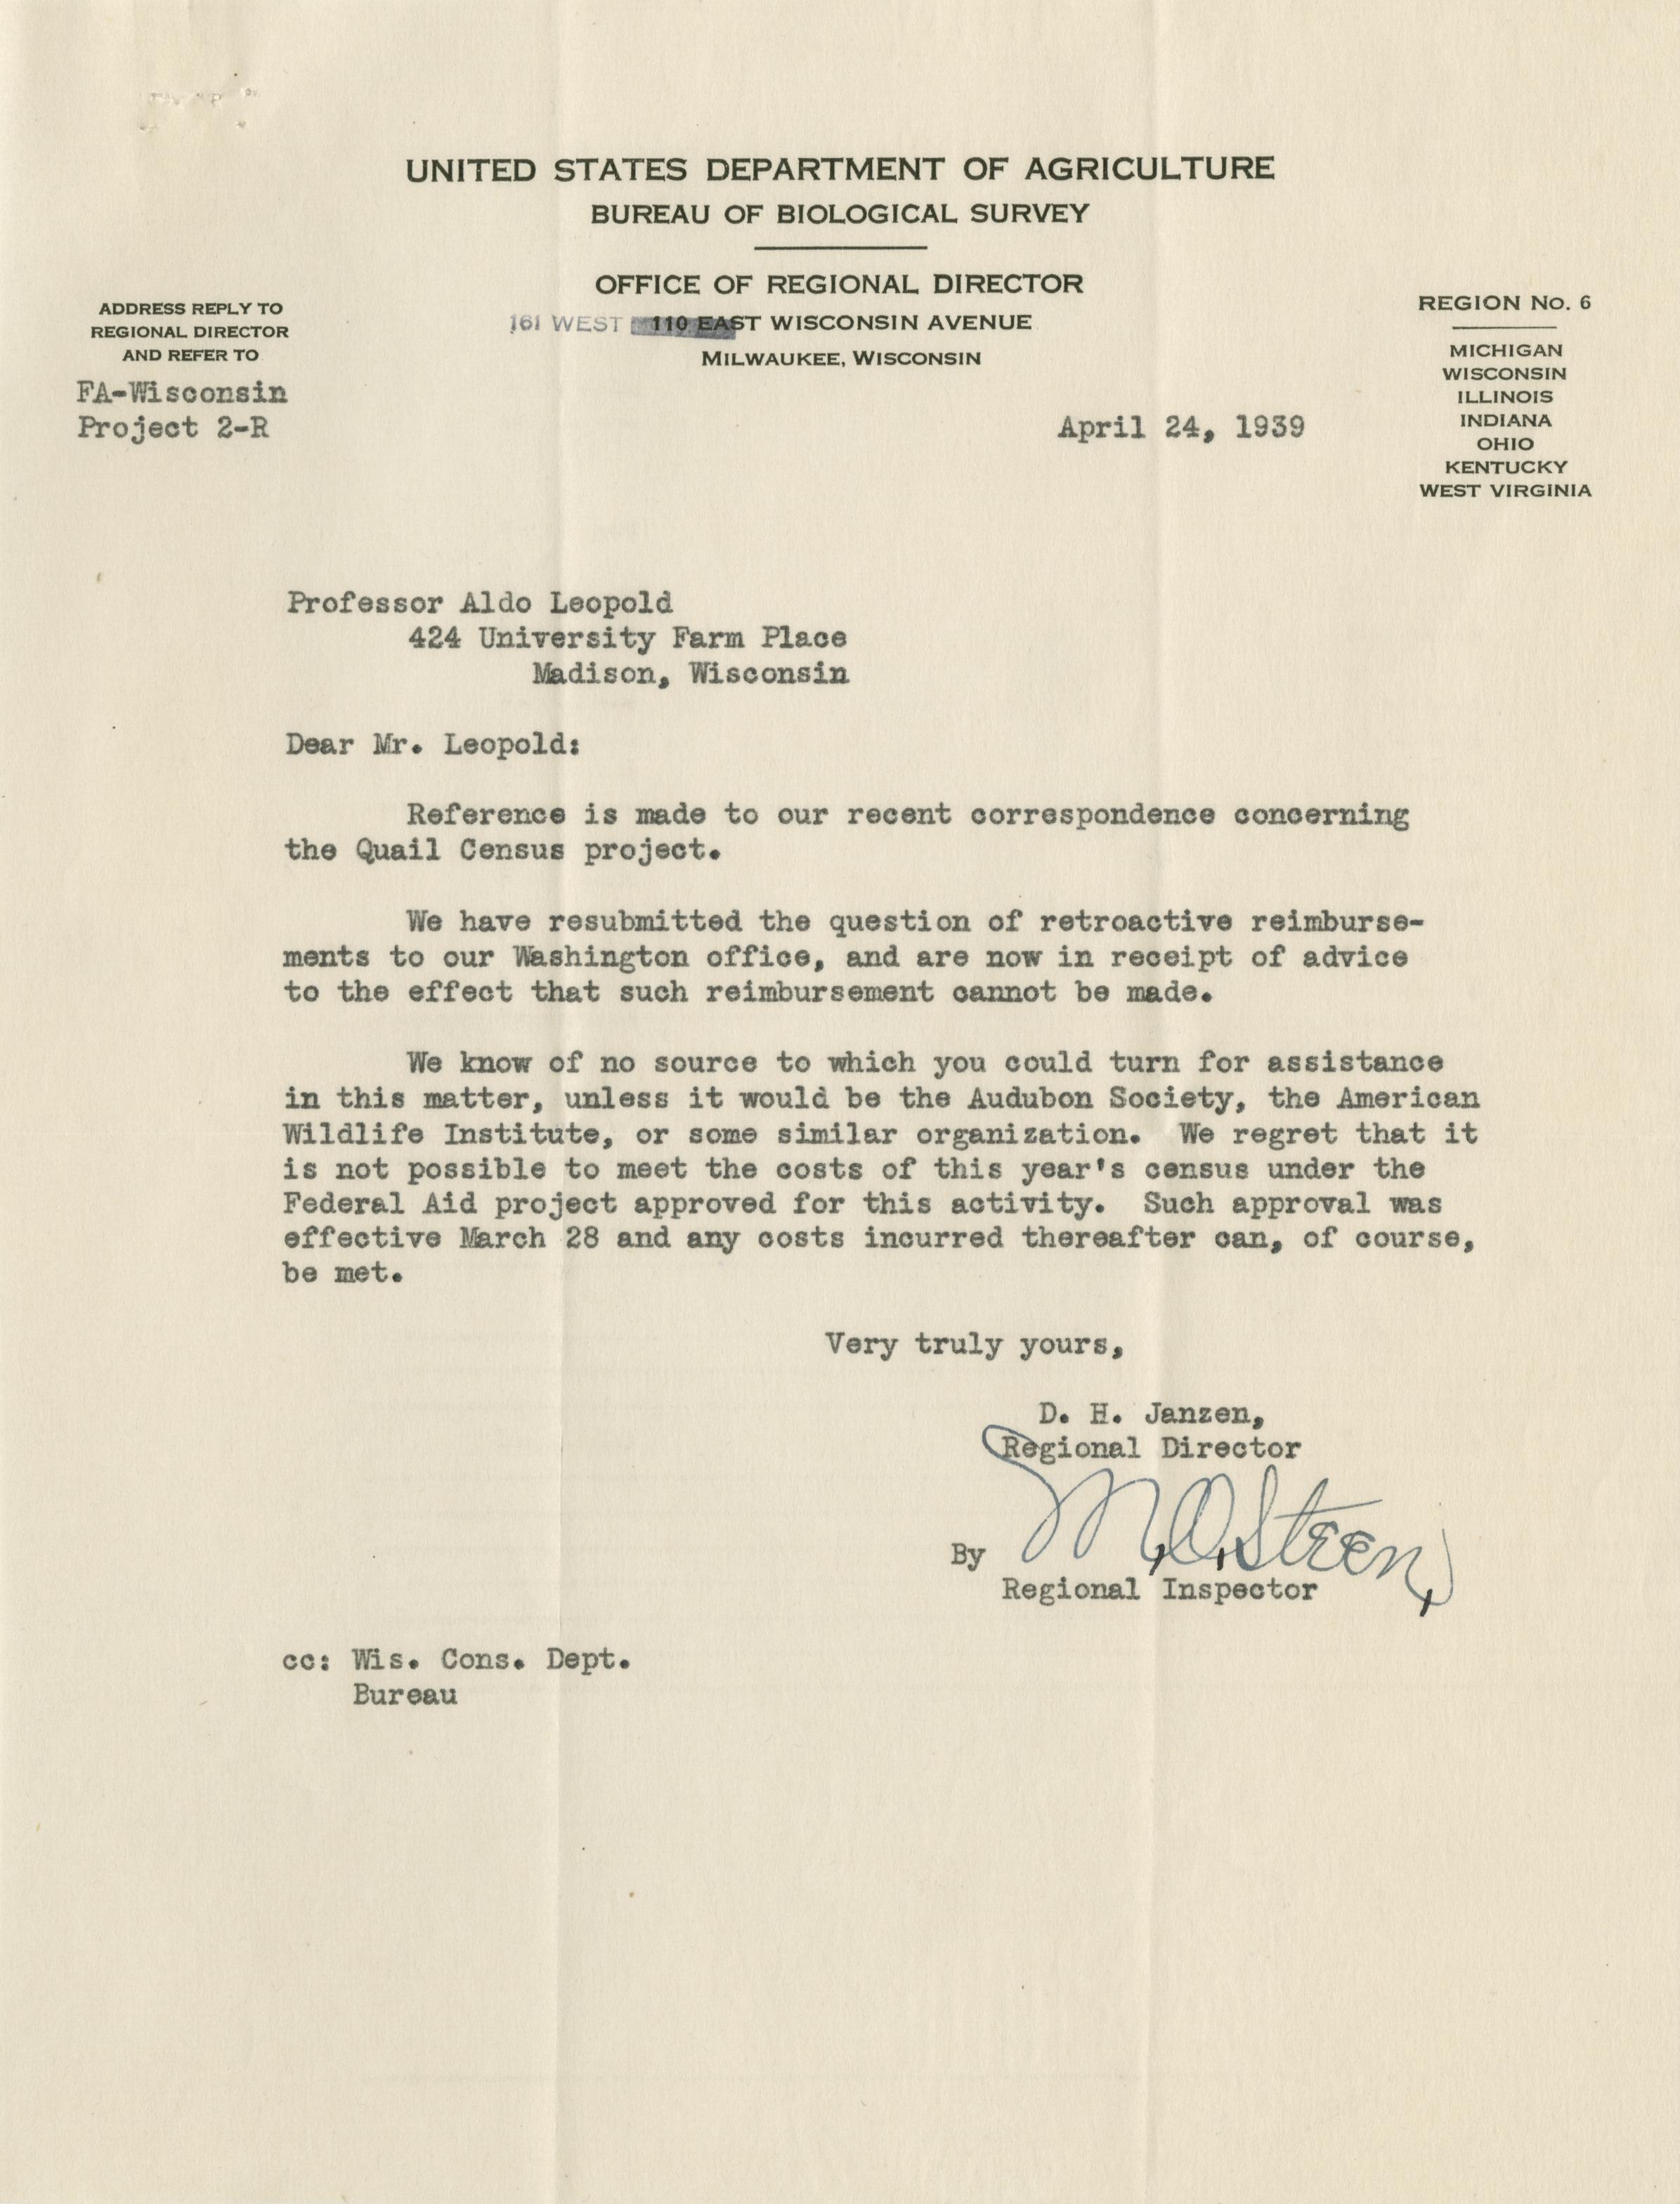 UNITED STATES DEPARTMENT OF AGRICULTURE
BUREAU OF BIOLOGICAL SURVEY
OFFICE OF REGIONAL DIRECTOR
161 WEST 110 EAST WISCONSIN AVENUE
MILWAUKEE, WISCONSIN
ADDRESS REPLY TO
REGIONAL DIRECTOR
AND REFER TO
FA-Wisconsin
Project 2-R
REGION No. 6
MICHIGAN
WISCONSIN
ILLINOIS
INDIANA
OHIO
KENTUCKY
WEST VIRGINIA
April 24, 1939
Professor Aldo Leopold
424 University Farm Place
Madison, Wisconsin
Dear Mr. Leopold:
Reference is made to our recent correspondence concerning
the Quail Census project.
We have resubmitted the question of retroactive reimburse-
ments to our Washington office, and are now in receipt of advice
to the effect that such reimbursement cannot be made.
We know of no source to which you could turn for assistance
in this matter, unless it would be the Audubon Society, the American
Wildlife Institute, or some similar organization. We regret that it
is not possible to meet the costs of this year's census under the
Federal Aid project approved for this activity. Such approval was
effective March 28 and any costs incurred thereafter can, of course,
be met.
Very truly yours,
D. H. Janzen,
Regional Director
M. O. Steen,
By
Regional Inspector
cc: Wis. Cons. Dept.
Bureau